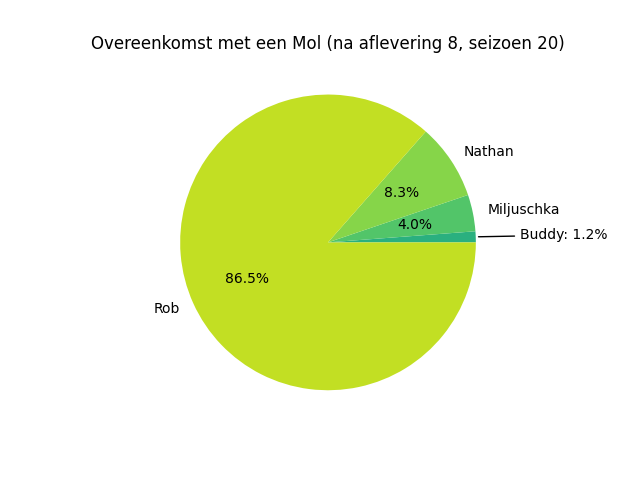 Overeenkomst met een Mol (na aflevering 8, seizoen 20)
Nathan
8.3%
Miljuschka
4.0%
Buddy: 1.2%
86.5%
Rob